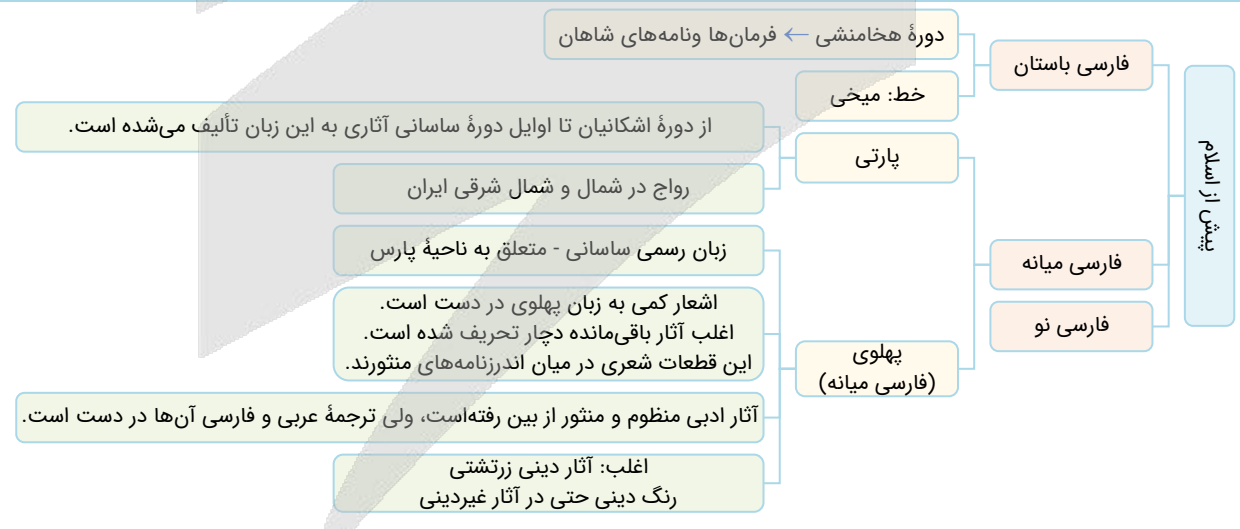 پیش از اسلام
فارسی باستان
دورهٔ هخامنشی ← فرمان‌ها ونامه‌های شاهان
خط: میخی
فارسی میانه
پارتی
از دورهٔ اشکانیان تا اوایل دورهٔ ساسانی آثاری به این زبان تألیف می‌شده است.
رواج در شمال و شمال شرقی ایران
پهلوی
(فارسی میانه)
زبان رسمی ساسانی - متعلق به ناحیهٔ پارس
اشعار کمی به زبان پهلوی در دست است.
اغلب آثار باقی‌مانده دچار تحریف شده است.
این قطعات شعری در میان اندرزنامه‌های منثورند.
آثار ادبی منظوم و منثور از بین رفته‌است، ولی ترجمهٔ عربی و فارسی آن‌ها در دست است.
اغلب: آثار دینی زرتشتی
رنگ دینی حتی در آثار غیردینی
فارسی نو